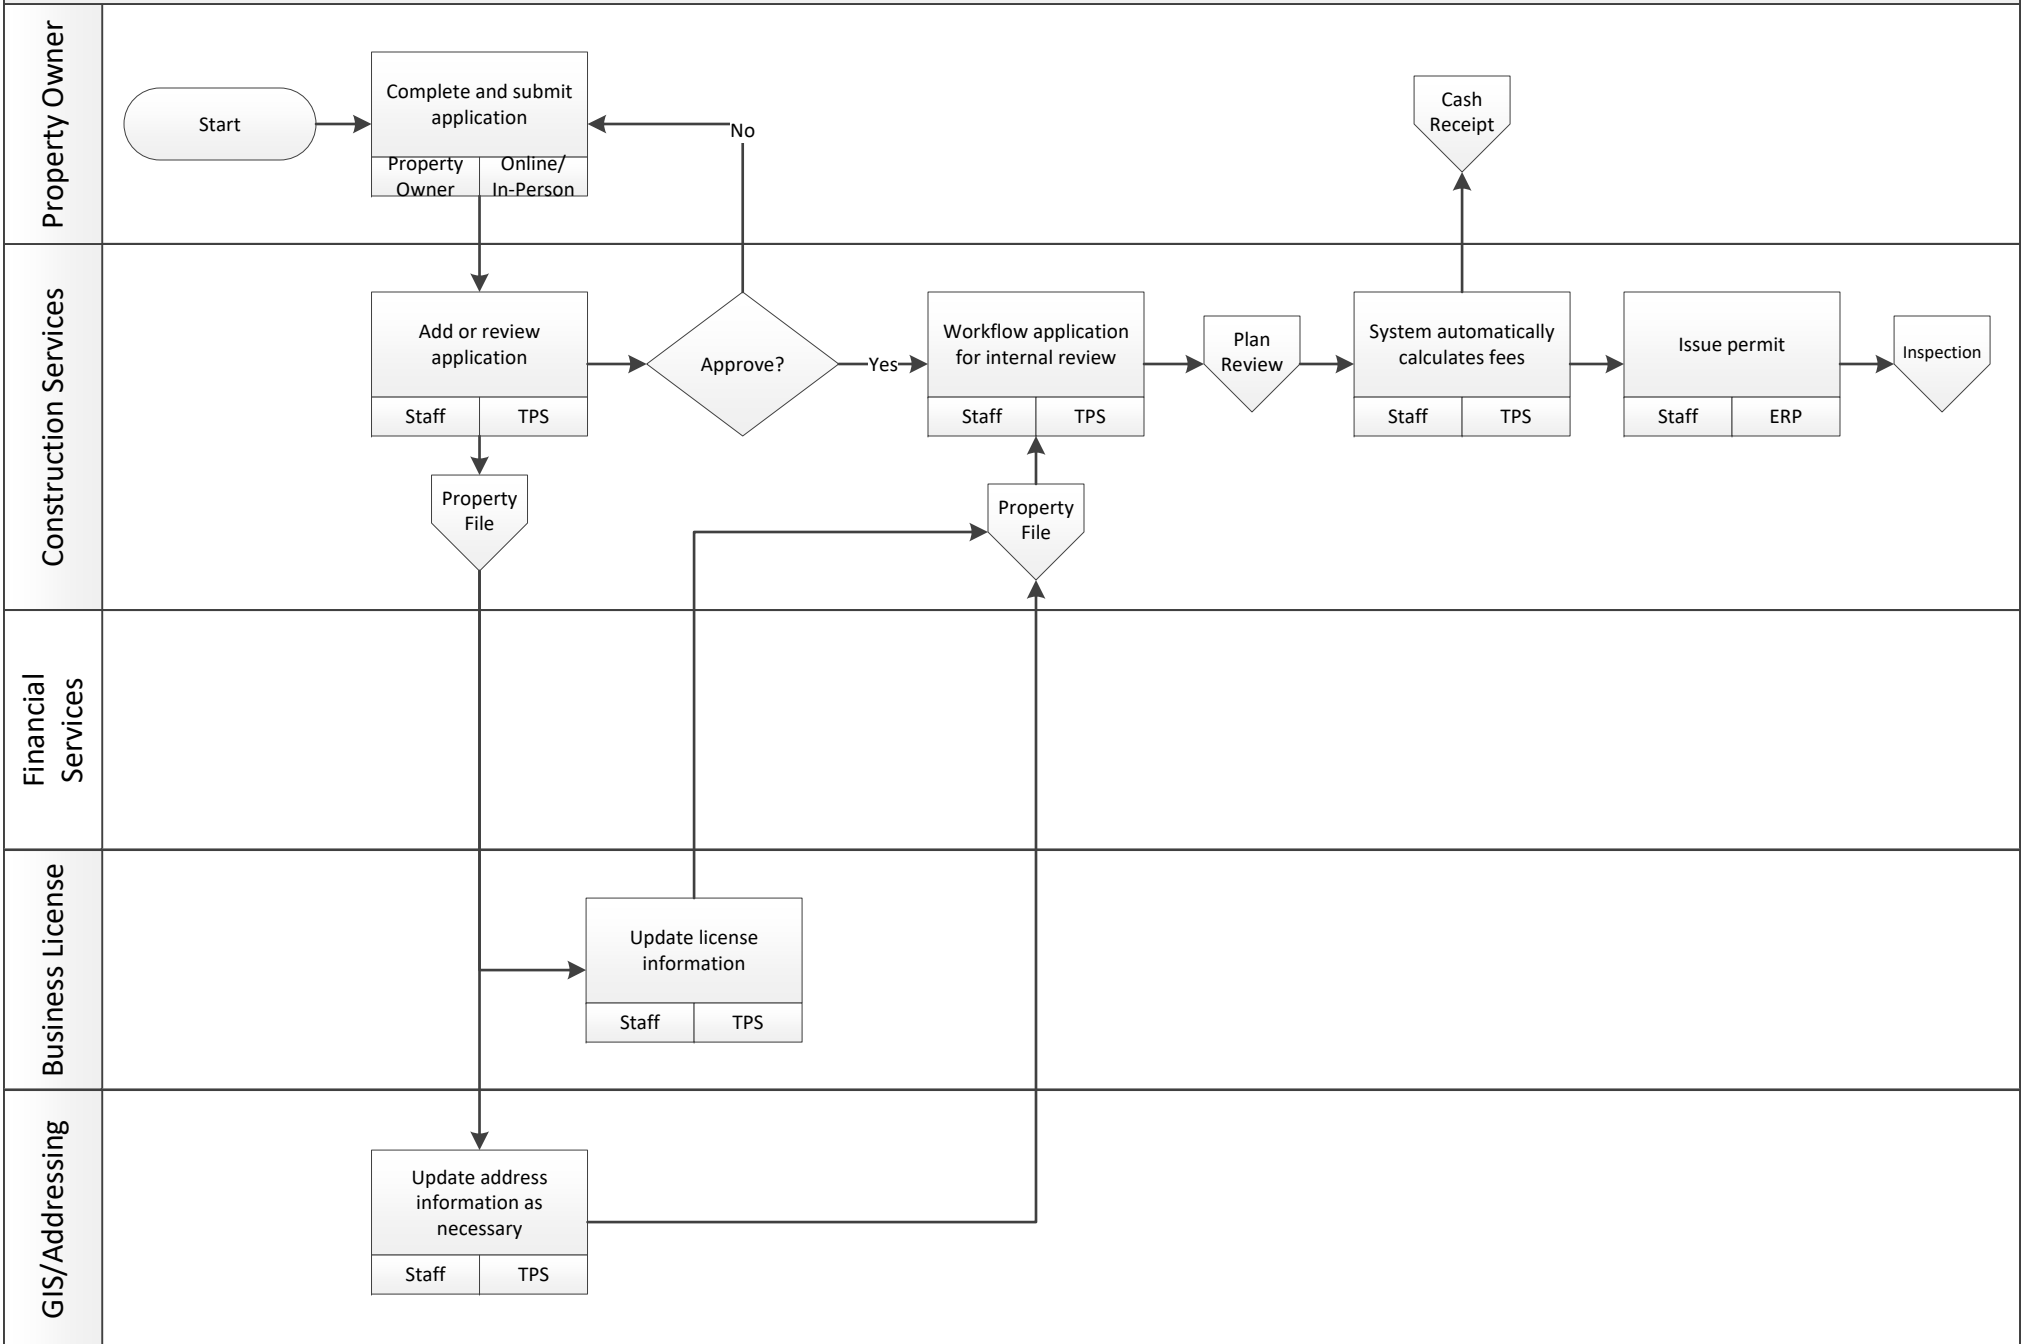 Property Owner
Start
Complete and submit
application
Property
Owner
Online/
In-Person
No
Cash
Receipt
Construction Services
Add or review
application
Staff
TPS
Approve?
Yes
Workflow application
for internal review
Staff
TPS
Plan
Review
System automatically
calculates fees
Staff
TPS
Issue permit
Staff
ERP
Inspection
Property
File
Property
File
Financial
Services
Business License
Update license
information
Staff
TPS
GIS/Addressing
Update address
information as
necessary
Staff
TPS